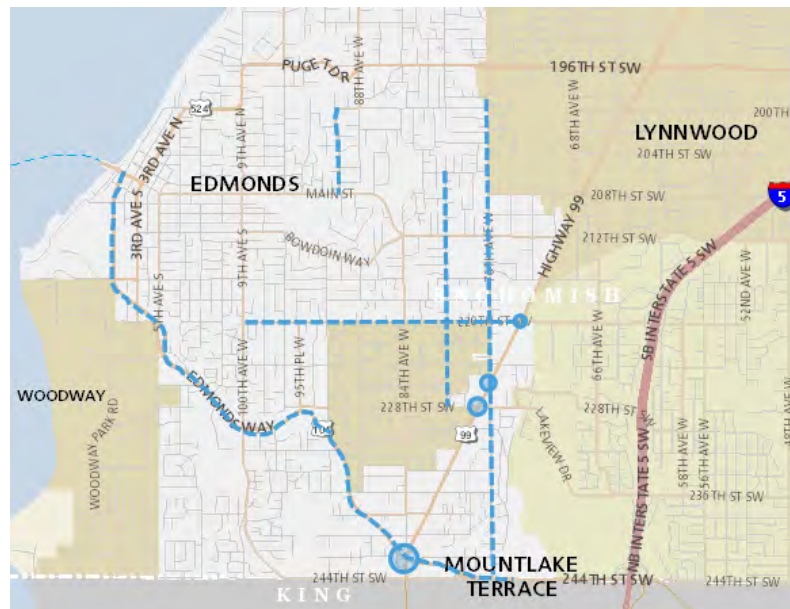 196TH ST SW
PUGET DR
88TH AVE W
68TH AVE W
200TH
524
3RD AVE N
9TH AVE N
LYNNWOOD
204TH ST SW
EDMONDS
MAIN ST
208TH ST SW
5
3RD AVE S
9TH AVE S
BOWDOIN WAY
HIGHWAY 99
212TH ST SW
SB INTERSTATE 5 SW
52ND AVE W
SNOHOMISH
220TH ST SW
100TH AVE W
95TH PL W
84TH AVE W
66TH AVE W
WOODWAY
EDMONDS WAY
WOODWAY PARK RD
228TH ST SW
228TH ST SW
LAKEVIEW DR
104
99
58TH AVE W
56TH AVE W
48TH AVE W
236TH ST SW
NB INTERSTATE 5 SW
MOUNTLAKE
TERRACE
244TH ST SW
244TH ST SW
244TH ST SW
KING